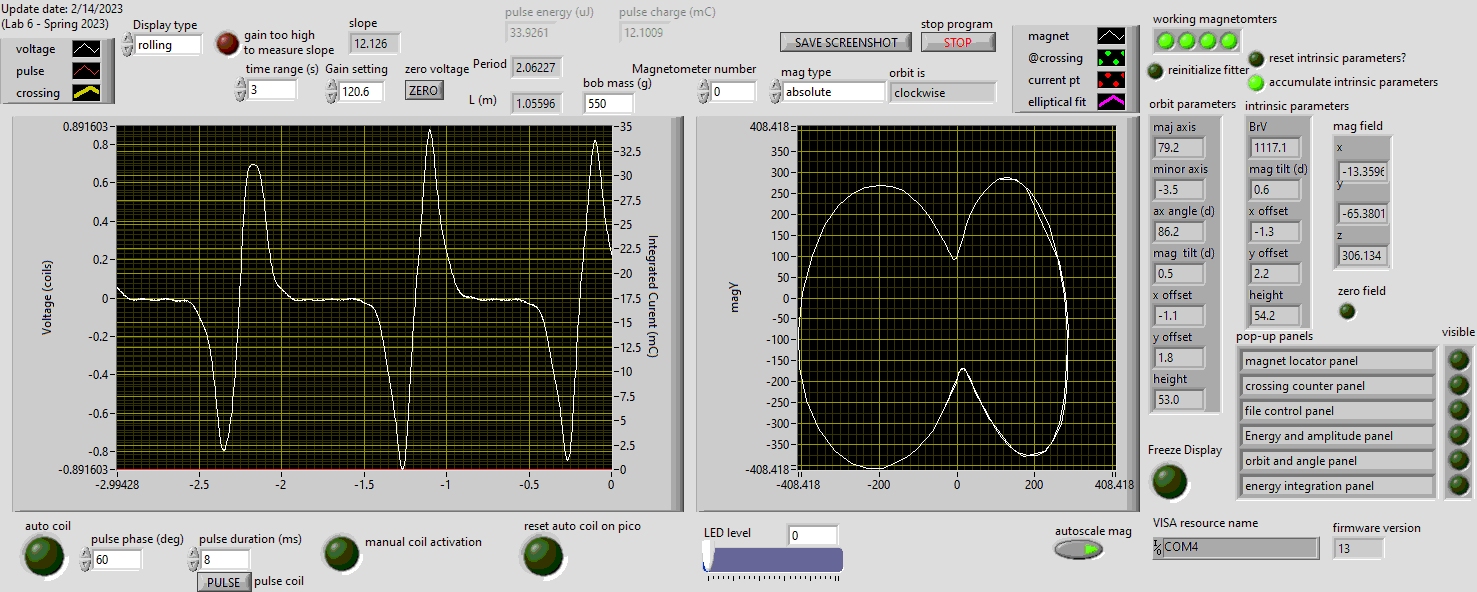 Update date: 2/14/2023
(Lab 6 - Spring 2023)
voltage
pulse
crossing
Display type
rolling
gain too high
to measure slope
slope
12.126
time range (s)
3
Gain setting
120.6
zero voltage
ZERO
pulse energy (uJ)
33.9261
pulse charge (mC)
12.1009
Period
2.06227
L (m)
1.05596
bob mass (g)
550
Magnetometer number
0
SAVE SCREENSHOT
stop program
STOP
mag type
absolute
orbit is
clockwise
magnet
@crossing
current pt
elliptical fit
working magnetomters
reinitialize fitter
reset intrinsic parameters?
accumulate intrinsic parameters
orbit parameters
maj axis
79.2
minor axis
-3.5
ax angle (d)
86.2
mag tilt (d)
0.5
x offset
-1.1
y offset
1.8
height
53.0
intrinsic parameters
BrV
1117.1
mag tilt (d)
0.6
x offset
-1.3
y offset
2.2
height
54.2
mag field
x
-13.3596
y
-65.3801
z
306.134
zero field
pop-up panels
visible
magnet locator panel
crossing counter panel
file control panel
Energy and amplitude panel
orbit and angle panel
energy integration panel
Freeze Display
Voltage (coils)
0.891603
0.8
0.6
0.4
0.2
0
-0.2
-0.4
-0.6
-0.8
-0.891603
-2.99428
-2.5
-2
-1.5
-1
-0.5
0
35
32.5
30
27.5
25
22.5
20
17.5
15
12.5
10
7.5
5
2.5
0
Integrated Current (mC)
magY
408.418
350
300
250
200
150
100
50
0
-50
-100
-150
-200
-250
-300
-350
-408.418
-408.418
-200
0
200
408.418
auto coil
pulse phase (deg)
60
pulse duration (ms)
8
PULSE
pulse coil
manual coil activation
reset auto coil on pico
LED level
0
autoscale mag
VISA resource name
COM4
firmware version
13